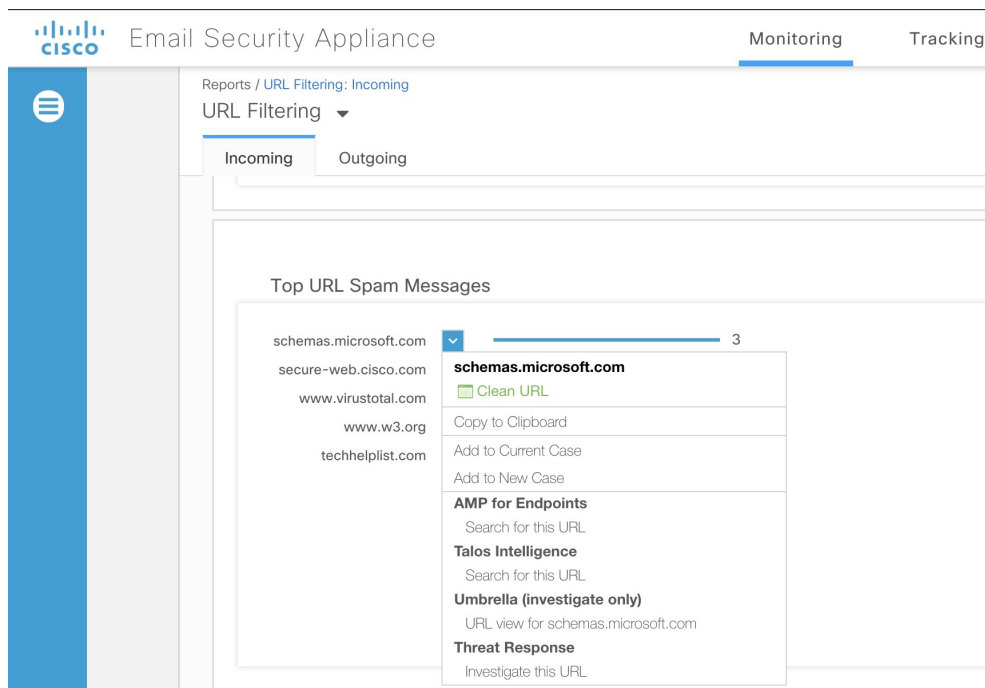 CISCO
Email Security Appliance
Monitoring
Tracking
Reports / URL Filtering: Incoming
URL Filtering
Incoming
Outgoing
Top URL Spam Messages
schemas.microsoft.com
3
secure-web.cisco.com
www.virustotal.com
www.w3.org
techhelplist.com
schemas.microsoft.com
Clean URL
Copy to Clipboard
Add to Current Case
Add to New Case
AMP for Endpoints
Search for this URL
Talos Intelligence
Search for this URL
Umbrella (investigate only)
URL view for schemas.microsoft.com
Threat Response
Investigate this URL